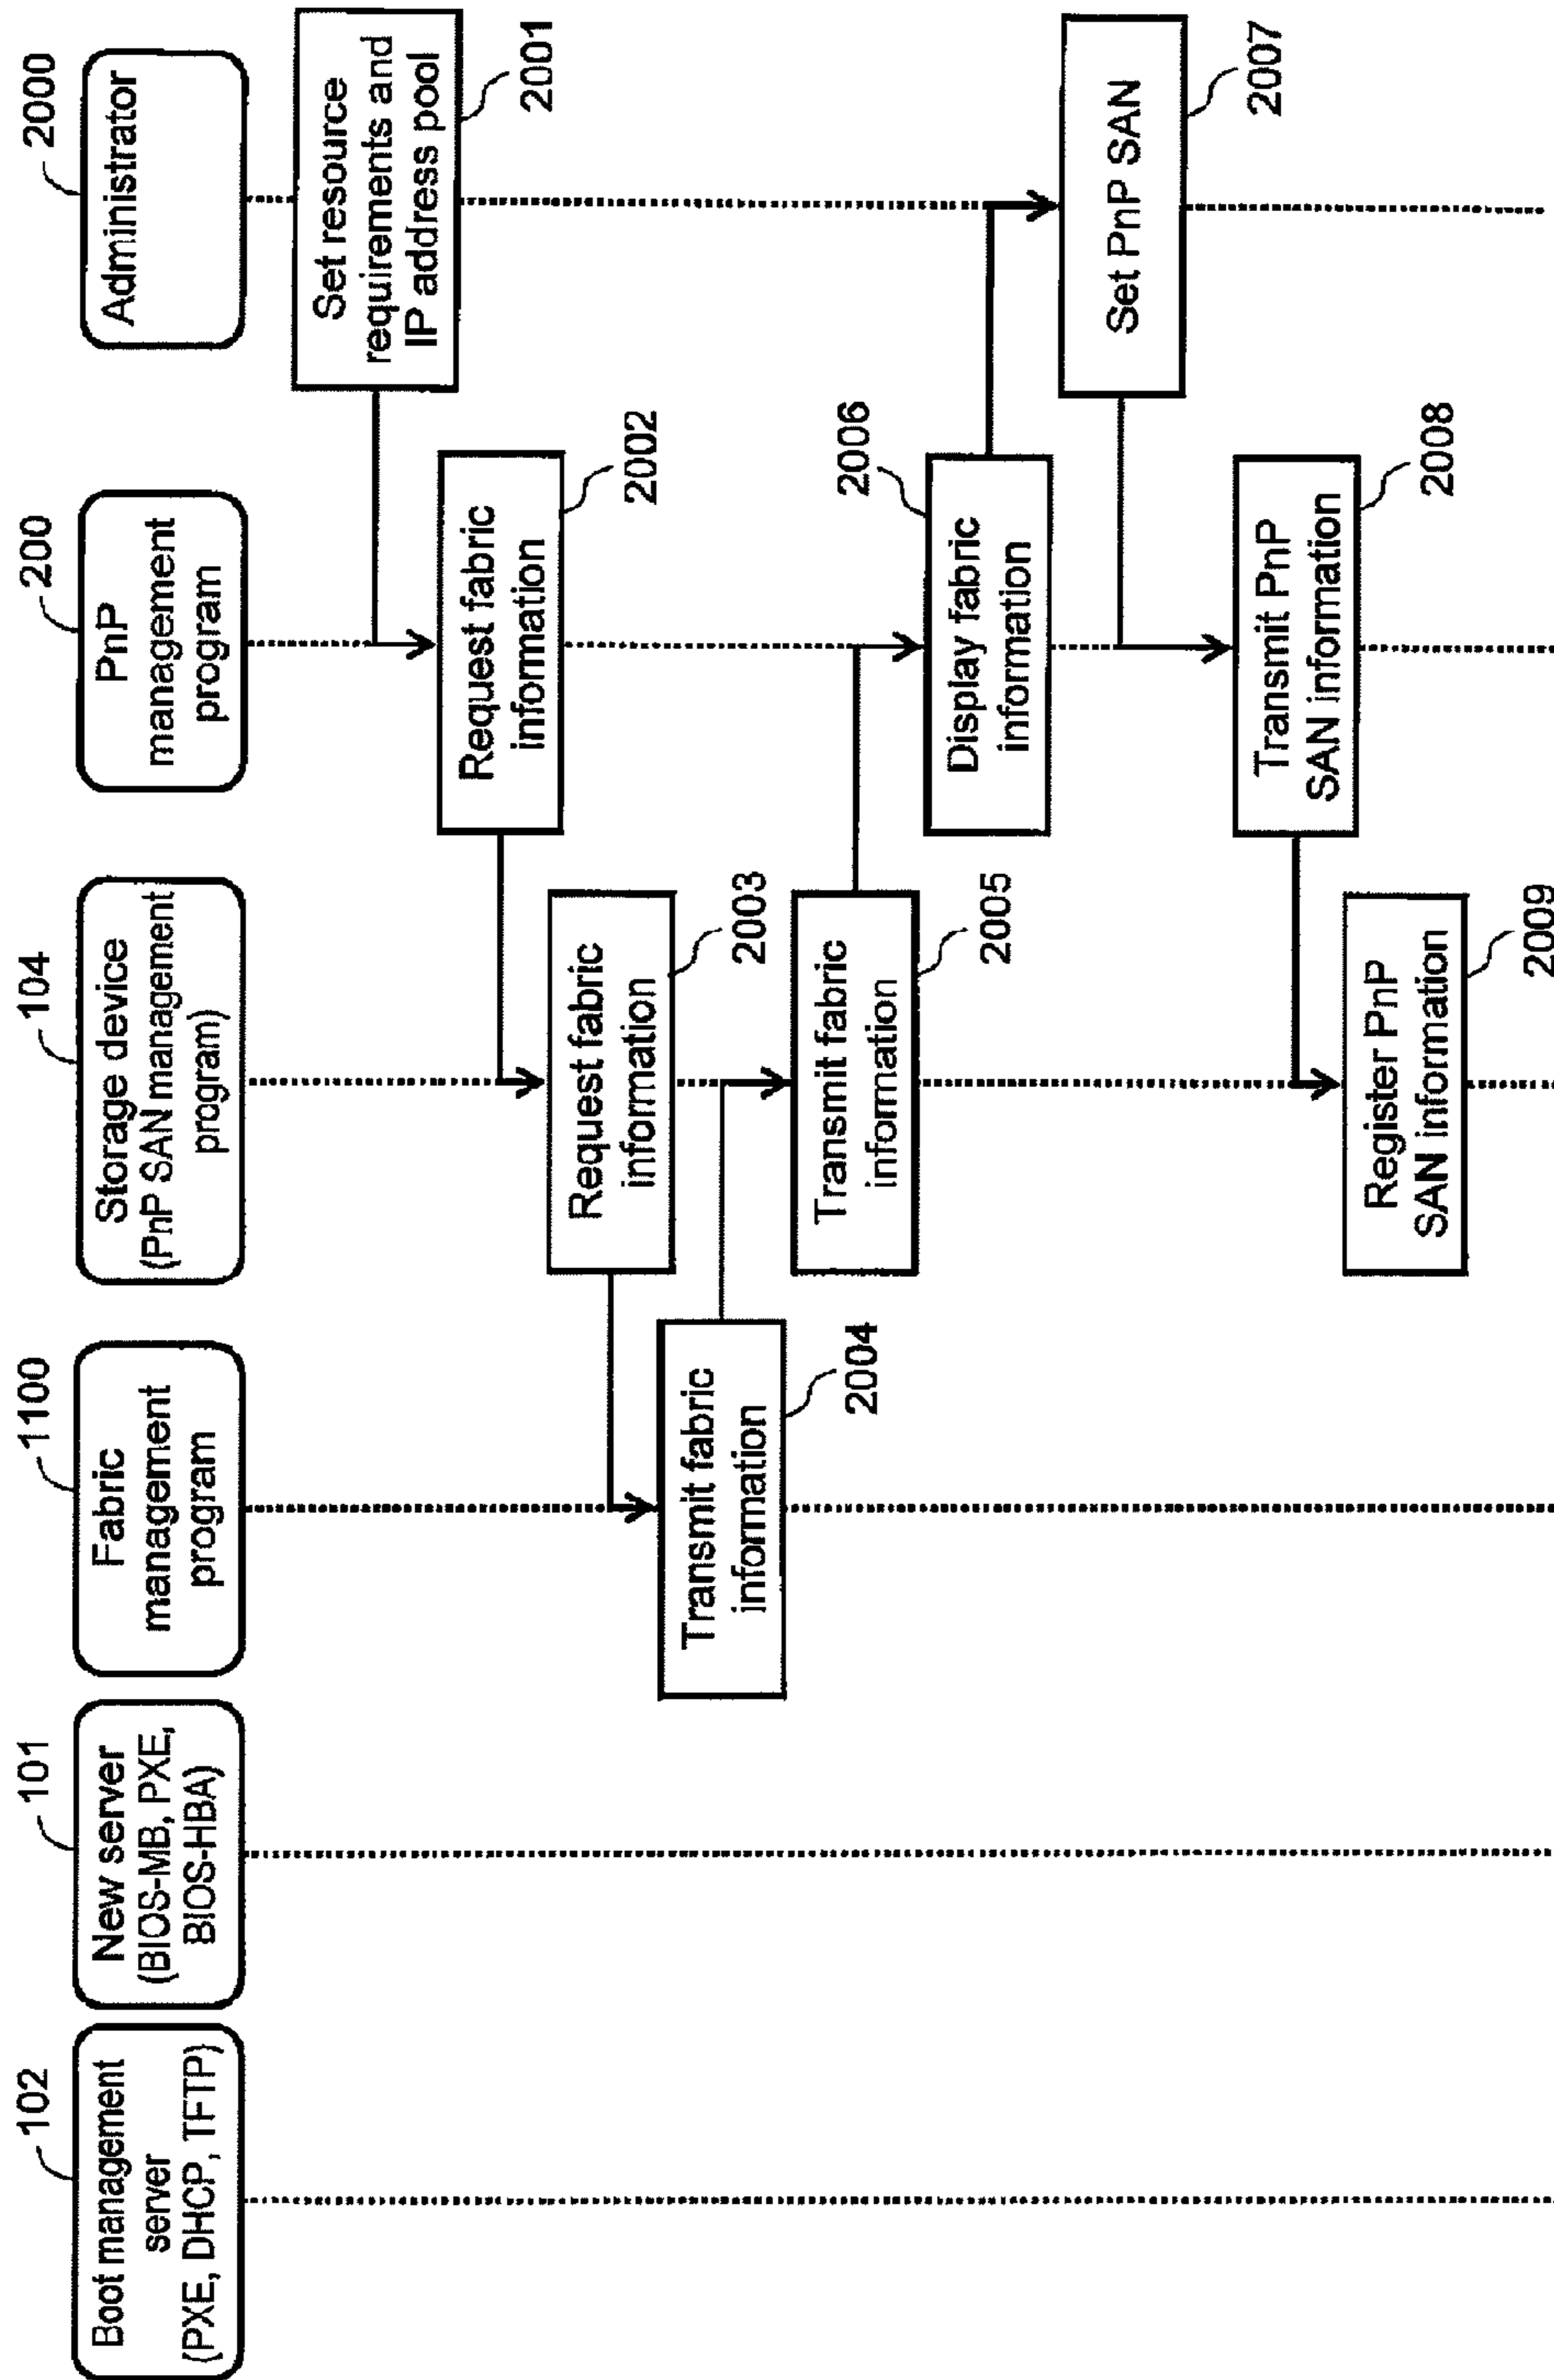 102
Boot management
server
(PXE, DHCP, TFTP)
101
New server
(BIOS-MB, PXE,
BIOS-HBA)
1100
Fabric
management
program
104
Storage device
(PnP SAN management
program)
200
PnP
management
program
2000
Administrator
Set resource
requirements and
IP address pool
2001
Request fabric
information
2002
Request fabric
information
2003
Transmit fabric
information
2004
Transmit fabric
information
2005
Display fabric
information
2006
Set PnP SAN
2007
Transmit PnP
SAN information
2008
Register PnP
SAN information
2009